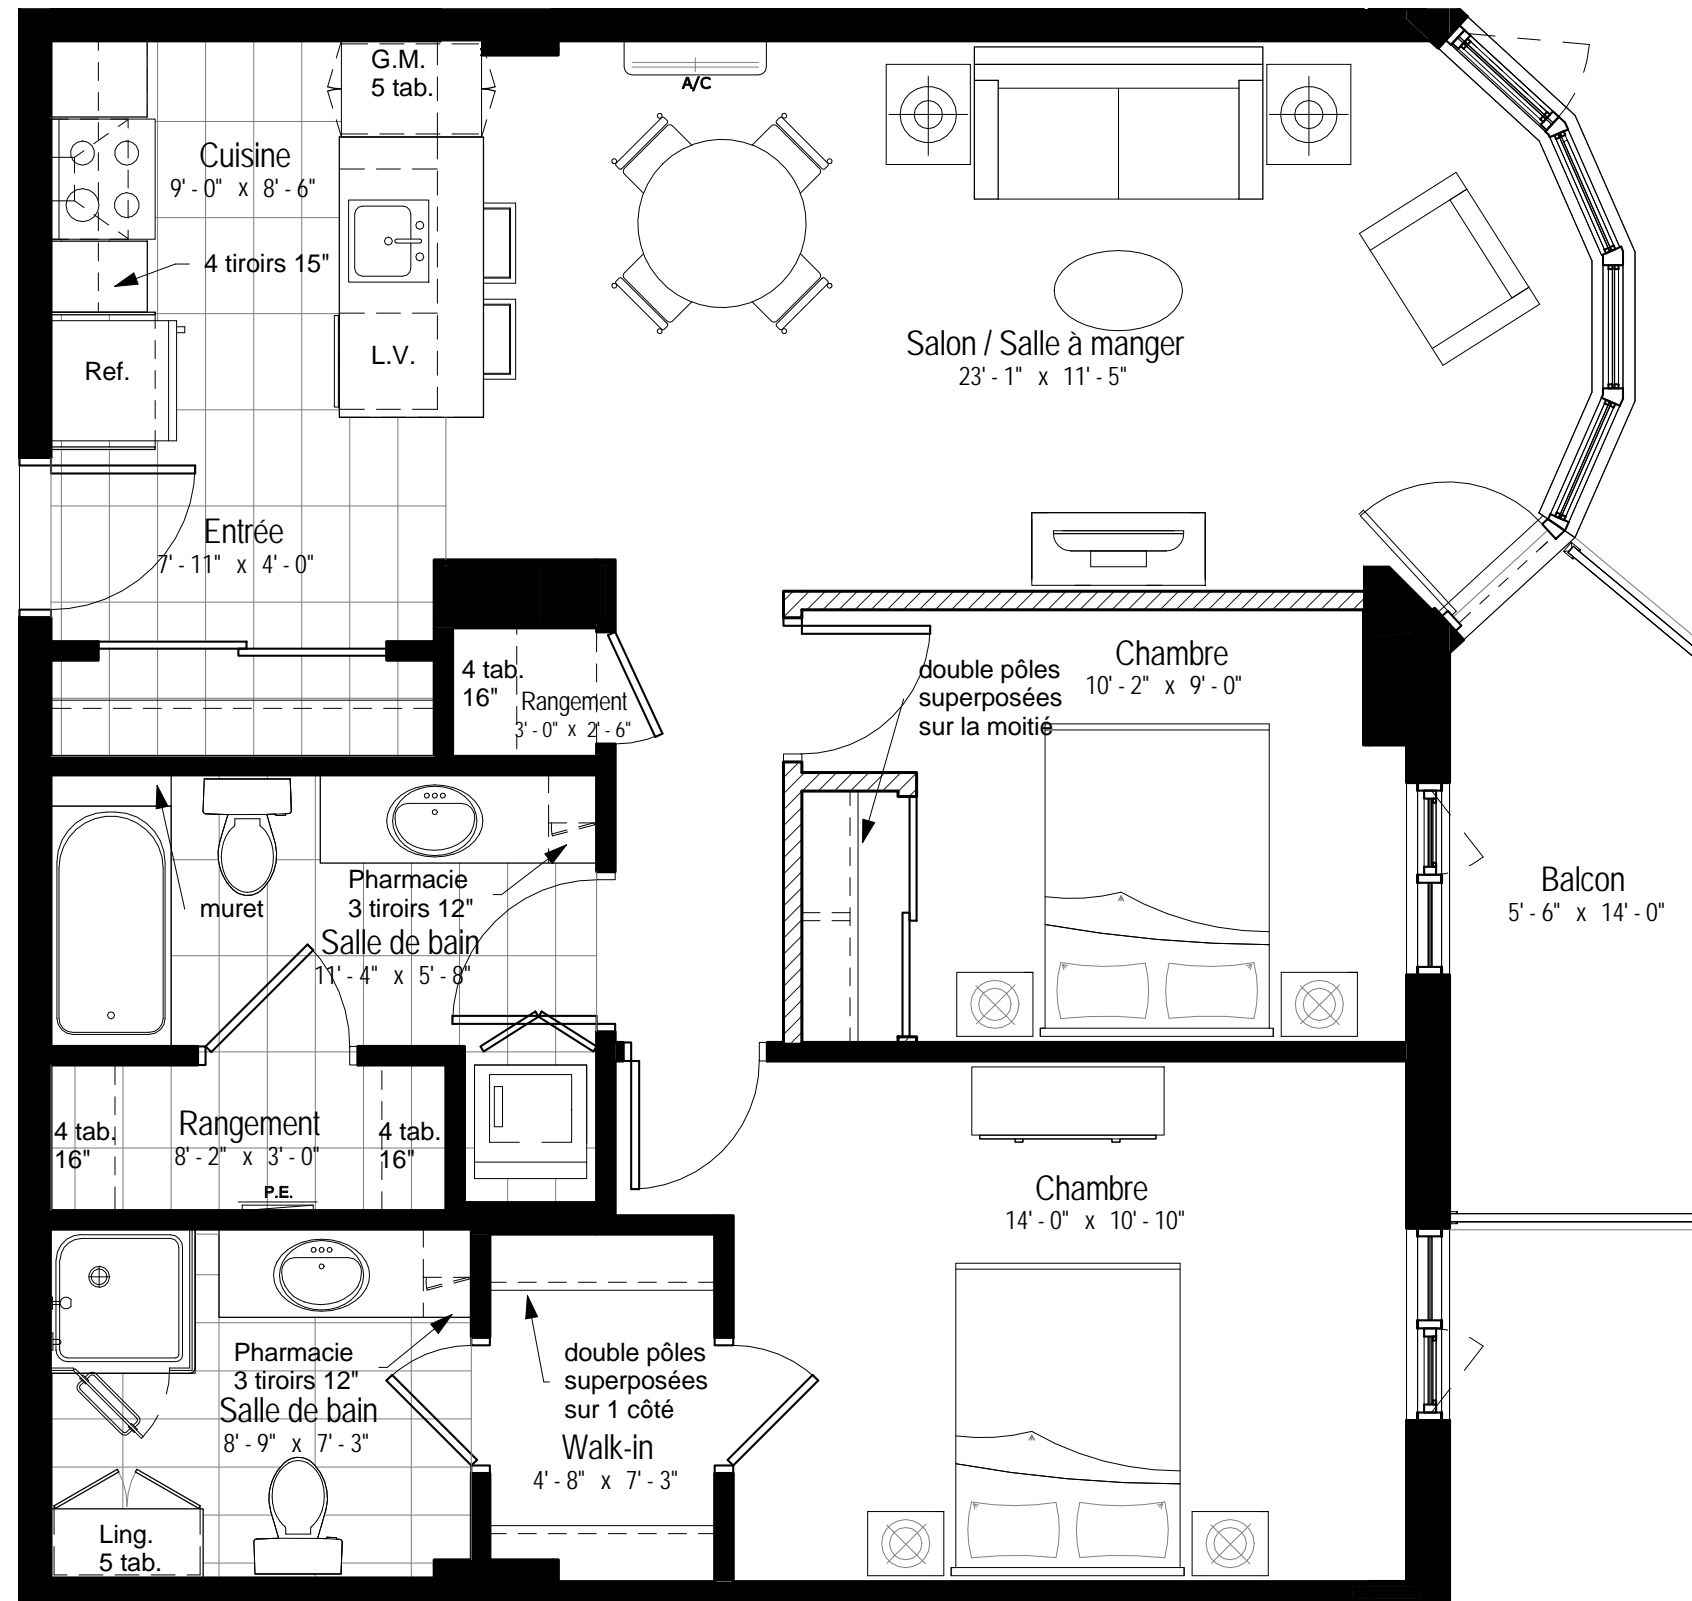 G.M.
5 tab.
A/C
Cuisine
9' - 0" x 8' - 6"
4 tiroirs 15"
L.V.
Ref.
Salon / Salle à manger
23' - 1" x 11' - 5"
Entrée
7' - 11" x 4' - 0"
4 tab.
16"
Rangement
3' - 0" x 2' - 6"
double pôles
superposées
sur la moitié
Chambre
10' - 2" x 9' - 0"
muret
Pharmacie
3 tiroirs 12"
Salle de bain
11' - 4" x 5' - 8"
Balcon
5' - 6" x 14' - 0"
4 tab.
16"
Rangement
8' - 2" x 3' - 0"
4 tab.
16"
P.E.
Chambre
14' - 0" x 10' - 10"
Pharmacie
3 tiroirs 12"
Salle de bain
8' - 9" x 7' - 3"
double pôles
superposées
sur 1 côté
Walk-in
4' - 8" x 7' - 3"
Ling.
5 tab.